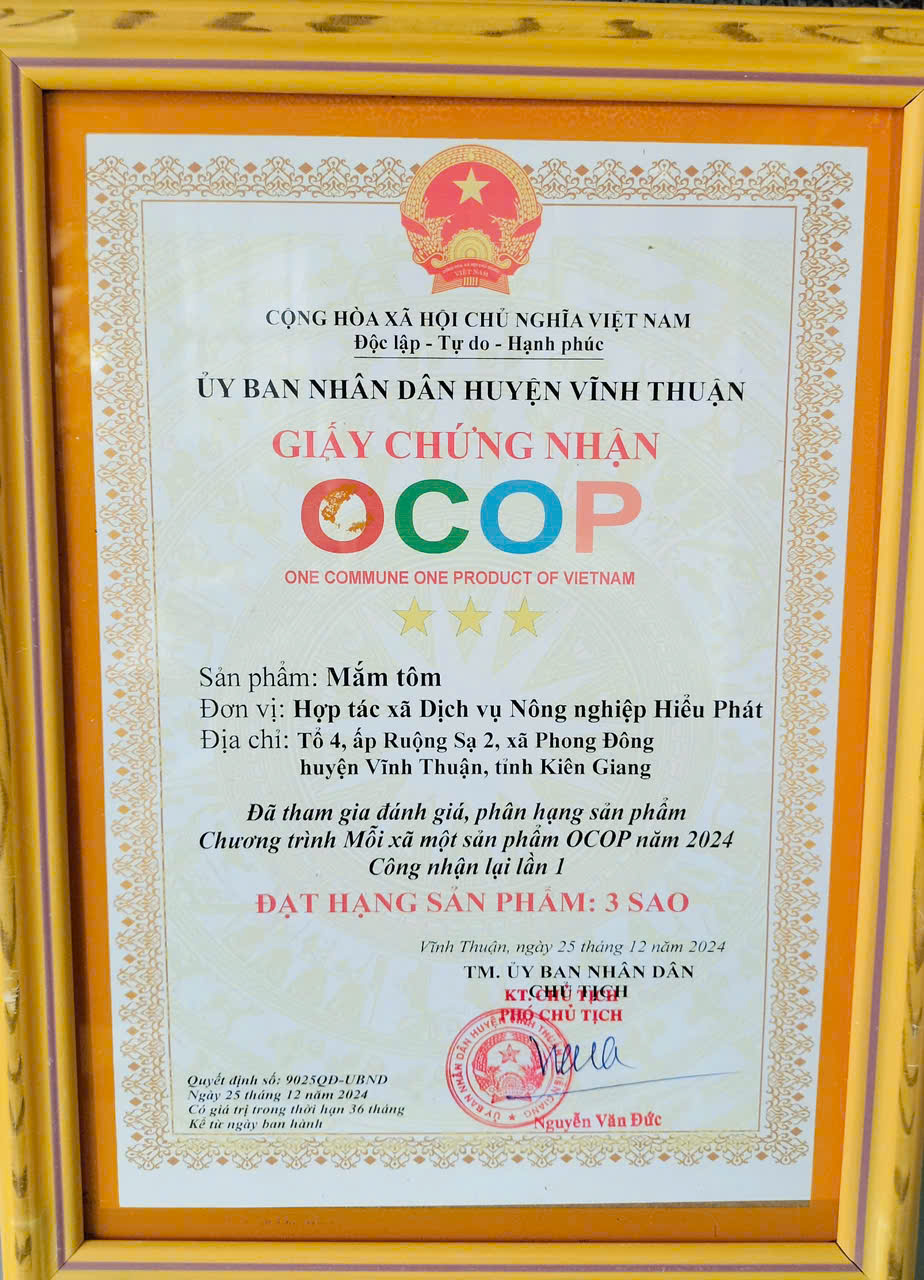 VIỆT NAM
CỘNG HÒA XÃ HỘI CHỦ NGHĨA VIỆT NAM
Độc lập - Tự do - Hạnh phúc
ỦY BAN NHÂN DÂN HUYỆN VĨNH THUẬN
GIẤY CHỨNG NHẬN
OCOP
ONE COMMUNE ONE PRODUCT OF VIETNAM
Sản phẩm: Mắm tôm
Đơn vị: Hợp tác xã Dịch vụ Nông nghiệp Hiểu Phát
Địa chỉ: Tổ 4, ấp Ruộng Sạ 2, xã Phong Đông
huyện Vĩnh Thuận, tỉnh Kiên Giang
Đã tham gia đánh giá, phân hạng sản phẩm
Chương trình Mỗi xã một sản phẩm OCOP năm 2024
Công nhận lại lần 1
ĐẠT HẠNG SẢN PHẨM: 3 SAO
Vĩnh Thuận, ngày 25 tháng 12 năm 2024
TM. ỦY BAN NHÂN DÂN
CHỦ TỊCH
KT. CHỦ TỊCH
PHÓ CHỦ TỊCH
Quyết định số: 9025QĐ-UBND
Ngày 25 tháng 12 năm 2024
Có giá trị trong thời hạn 36 tháng
Kê từ ngày ban hành
Nguyễn Văn Đức